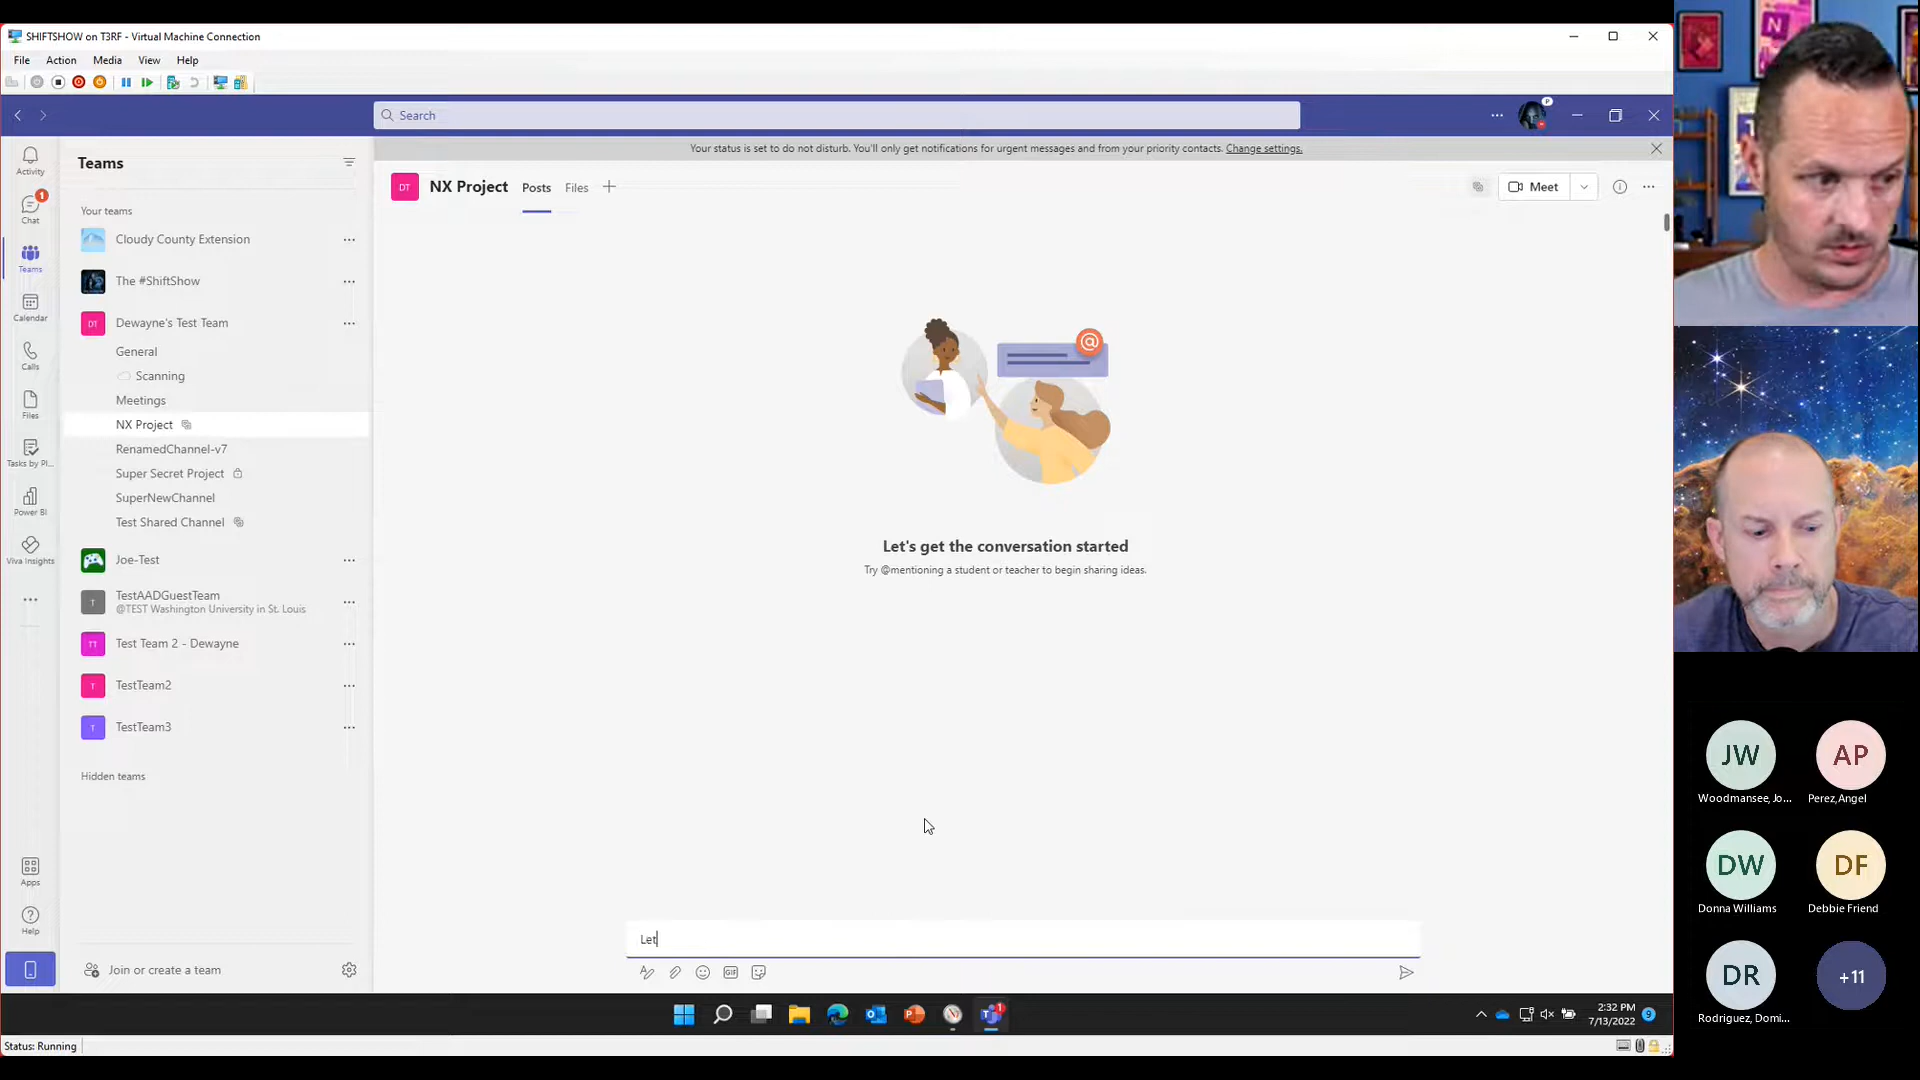 SHIFTSHOW on T3RF - Virtual Machine Connection
File Action Media View Help
Search
P
Your status is set to do not disturb. You'll only get notifications for urgent messages and from your priority contacts. Change settings.
Activity
Chat
1
Teams
Calendar
Calls
Files
Tasks by Pl...
Power BI
Viva Insights
Apps
Help
Teams
Your teams
Cloudy County Extension
The #ShiftShow
DT
Dewayne's Test Team
General
Scanning
Meetings
NX Project
RenamedChannel-v7
Super Secret Project
SuperNewChannel
Test Shared Channel
Joe-Test
T
TestAADGuestTeam
@TEST Washington University in St. Louis
TT
Test Team 2 - Dewayne
T
TestTeam2
T
TestTeam3
Hidden teams
Join or create a team
DT
NX Project Posts Files
Meet
@
Let's get the conversation started
Try @mentioning a student or teacher to begin sharing ideas.
Let
GIF
2:32 PM
7/13/2022
9
Status: Running
N
JW
Woodmansee, Jo...
AP
Perez,Angel
DW
Donna Williams
DF
Debbie Friend
DR
Rodriguez, Domi...
+11